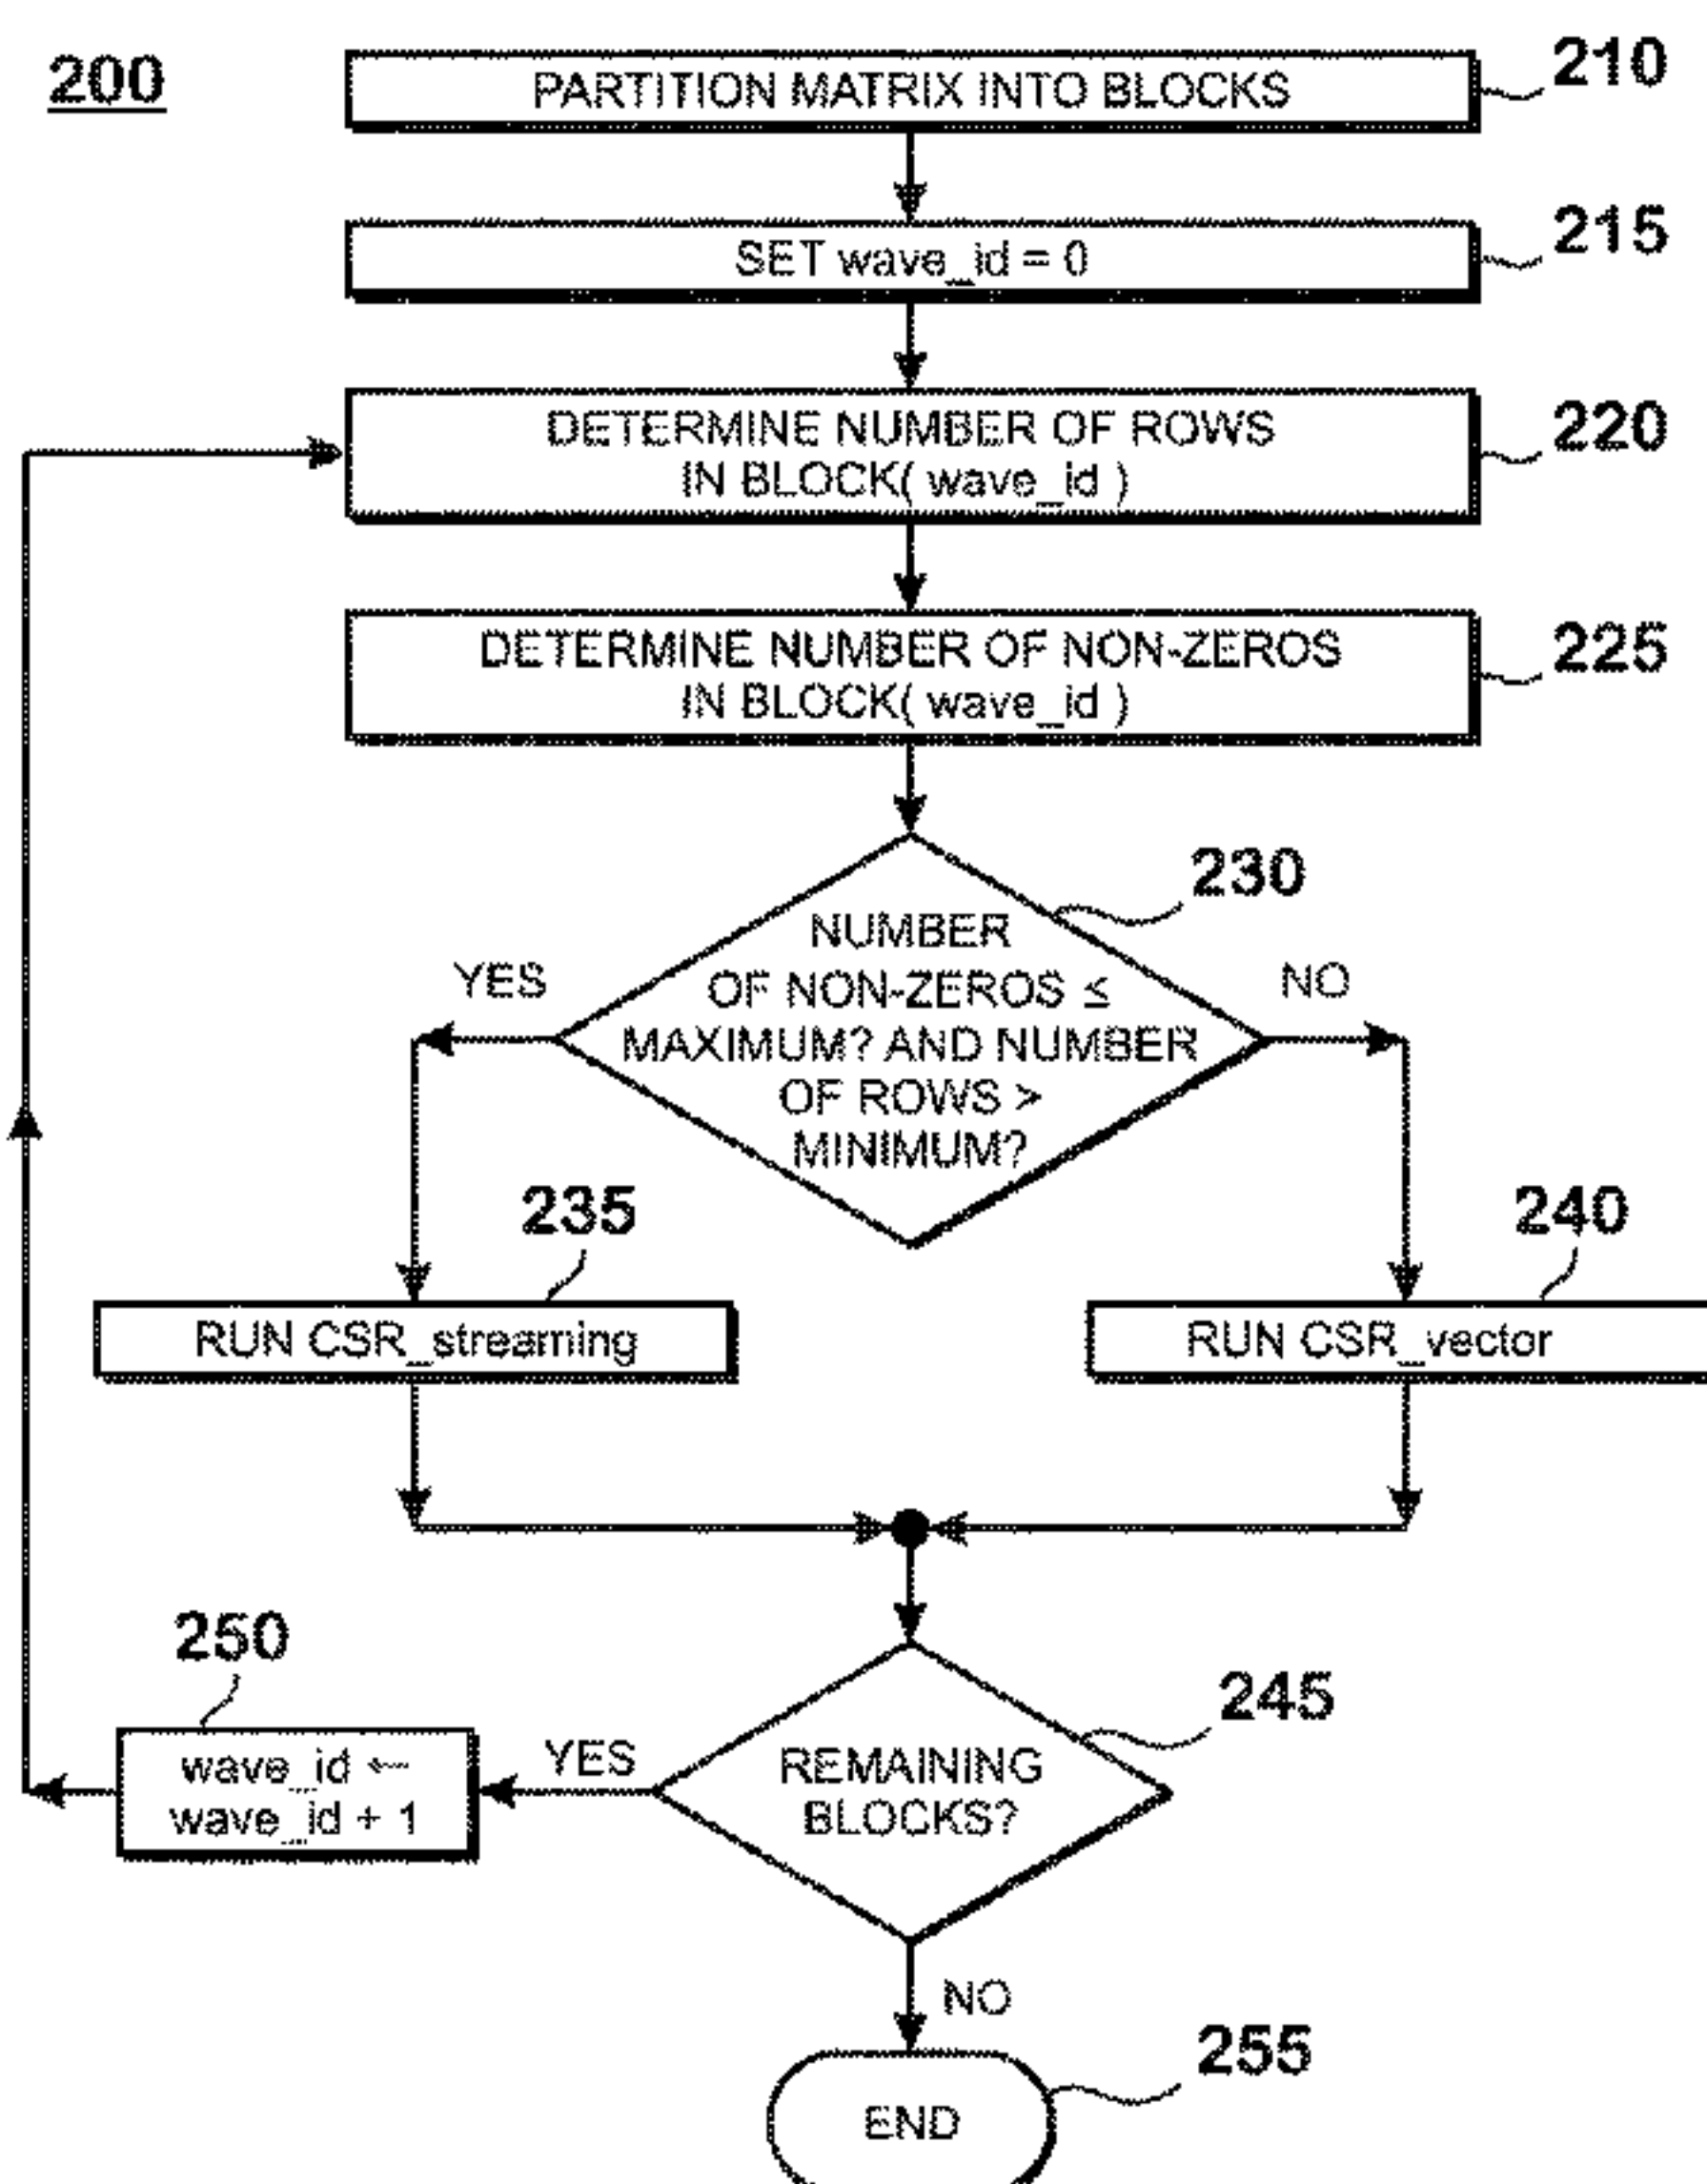 200
PARTITION MATRIX INTO BLOCKS
210
SET wave_id = 0
215
DETERMINE NUMBER OF ROWS
IN BLOCK( wave_id )
220
DETERMINE NUMBER OF NON-ZEROS
IN BLOCK( wave_id )
225
230
NUMBER
OF NON-ZEROS ≤
MAXIMUM? AND NUMBER
OF ROWS >
MINIMUM?
YES
NO
235
RUN CSR_streaming
240
RUN CSR_vector
245
REMAINING
BLOCKS?
YES
250
wave_id ←
wave_id + 1
NO
255
END